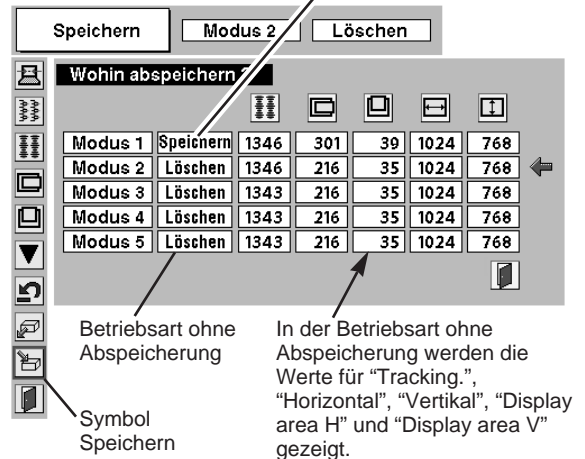 Speichern Modus 2 Löschen
Wohin abspeichern ?
Modus 1 Speichern 1346 301 39 1024 768
Modus 2 Löschen 1346 216 35 1024 768
Modus 3 Löschen 1343 216 35 1024 768
Modus 4 Löschen 1343 216 35 1024 768
Modus 5 Löschen 1343 216 35 1024 768
Betriebsart ohne
Abspeicherung
In der Betriebsart ohne
Abspeicherung werden die
Werte für “Tracking.”,
“Horizontal”, “Vertikal”, “Display
area H” und “Display area V”
gezeigt.
Symbol
Speichern